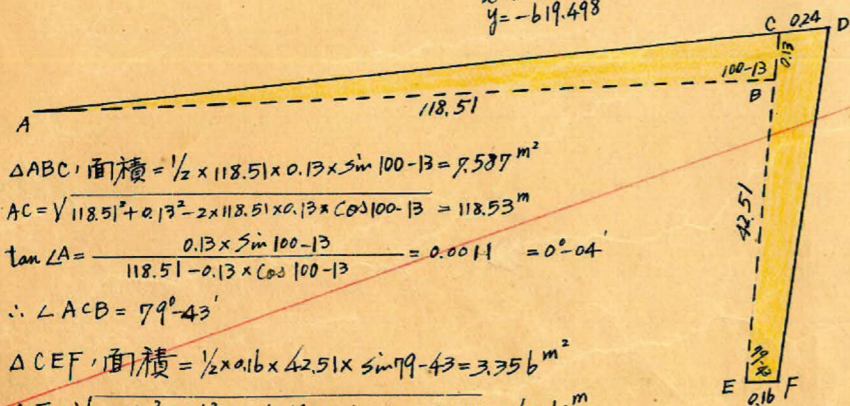 y=-619.498
C 0.24 D
0.13
100-13
B
A
118.51
42.51
E F
0.16
△ABC,面積=1/2×118.51×0.13×Sin 100-13=7.587 m²
AC=√118.51²+0.13²-2×118.51×0.13×Cos100-13 = 118.53 m
tan∠A= 0.13×Sin 100-13 / 118.51-0.13×Cos 100-13 = 0.0011 =0°-04'
∴ ∠ACB = 79°-43'
△CEF,面積=1/2×0.16×42.51×Sin79-43=3.356 m²